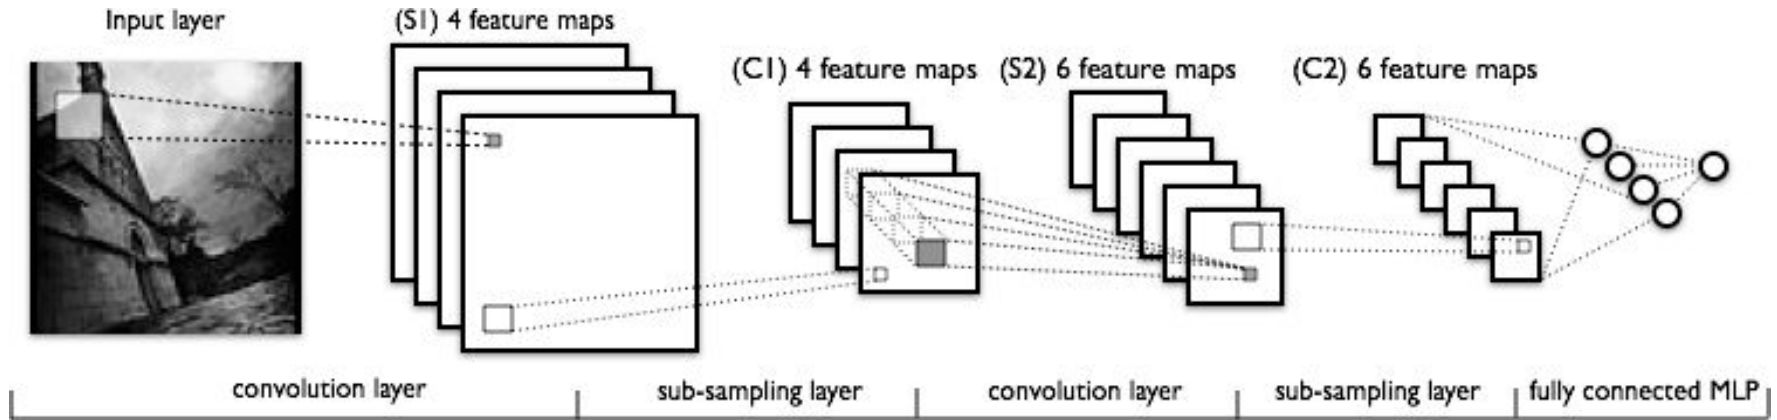 Input layer
(S1) 4 feature maps
(C1) 4 feature maps
(S2) 6 feature maps
(C2) 6 feature maps
convolution layer
sub-sampling layer
convolution layer
sub-sampling layer
fully connected MLP